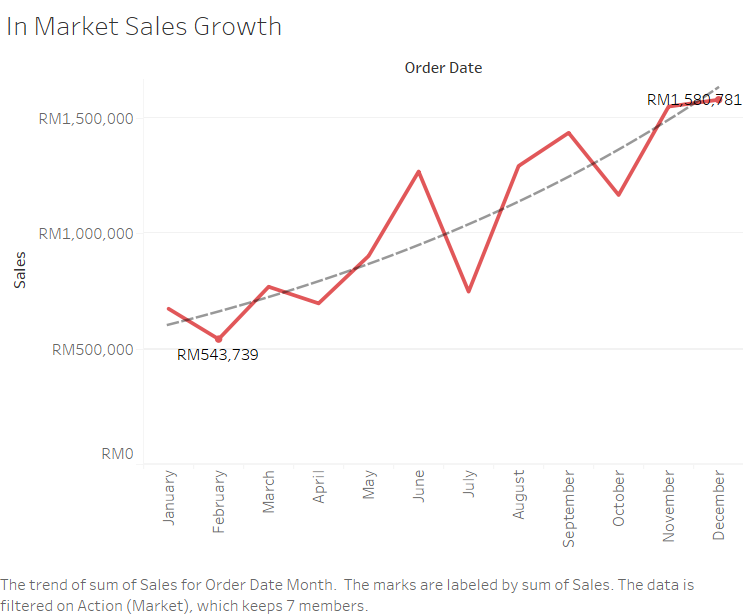 In Market Sales Growth
Order Date
RM1,580,781
RM1,500,000
RM1,000,000
Sales
RM500,000
RM543,739
RM0
January
February
March
April
May
June
July
August
September
October
November
December
The trend of sum of Sales for Order Date Month. The marks are labeled by sum of Sales. The data is
filtered on Action (Market), which keeps 7 members.